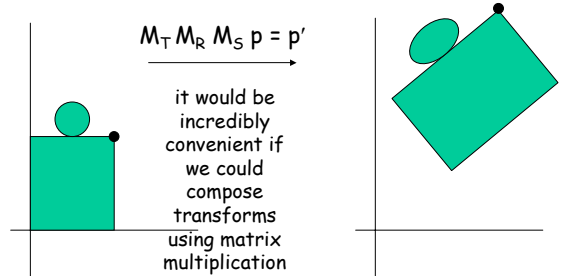 M_T M_R M_S p = p′
it would be
incredibly
convenient if
we could
compose
transforms
using matrix
multiplication